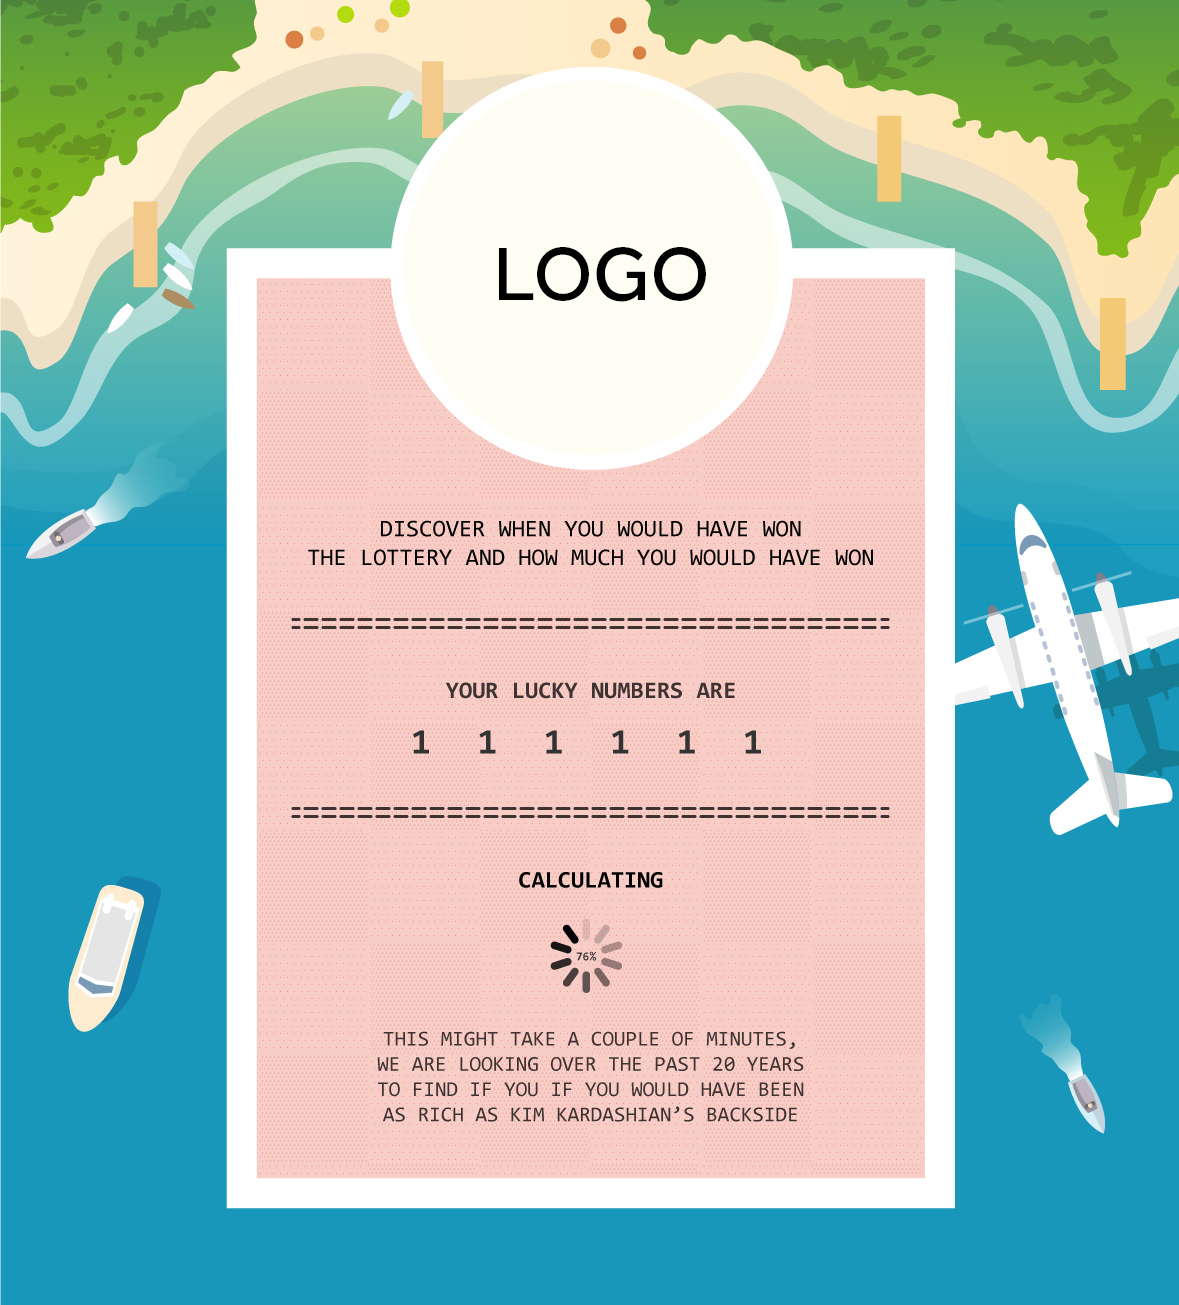 LOGO
DISCOVER WHEN YOU WOULD HAVE WON
THE LOTTERY AND HOW MUCH YOU WOULD HAVE WON
==================================
YOUR LUCKY NUMBERS ARE
1 1 1 1 1 1
==================================
CALCULATING
76%
THIS MIGHT TAKE A COUPLE OF MINUTES,
WE ARE LOOKING OVER THE PAST 20 YEARS
TO FIND IF YOU IF YOU WOULD HAVE BEEN
AS RICH AS KIM KARDASHIAN’S BACKSIDE